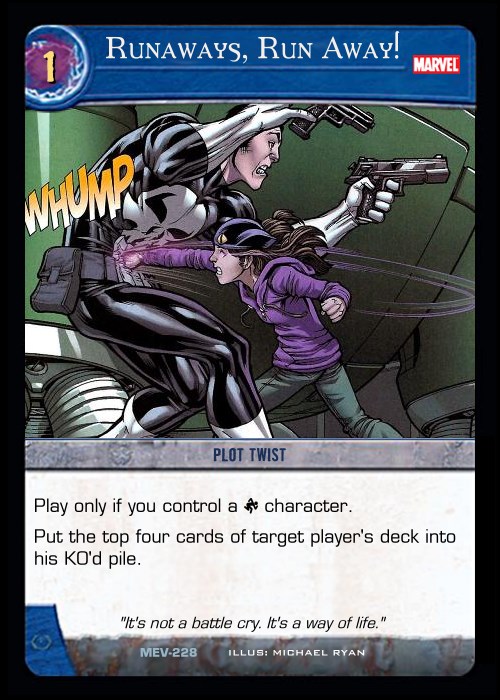 1
Runaways, Run Away!
MARVEL
WHUMP
PLOT TWIST
Play only if you control a character.
Put the top four cards of target player's deck into
his KO'd pile.
"It's not a battle cry. It's a way of life."
MEV-228 ILLUS: MICHAEL RYAN